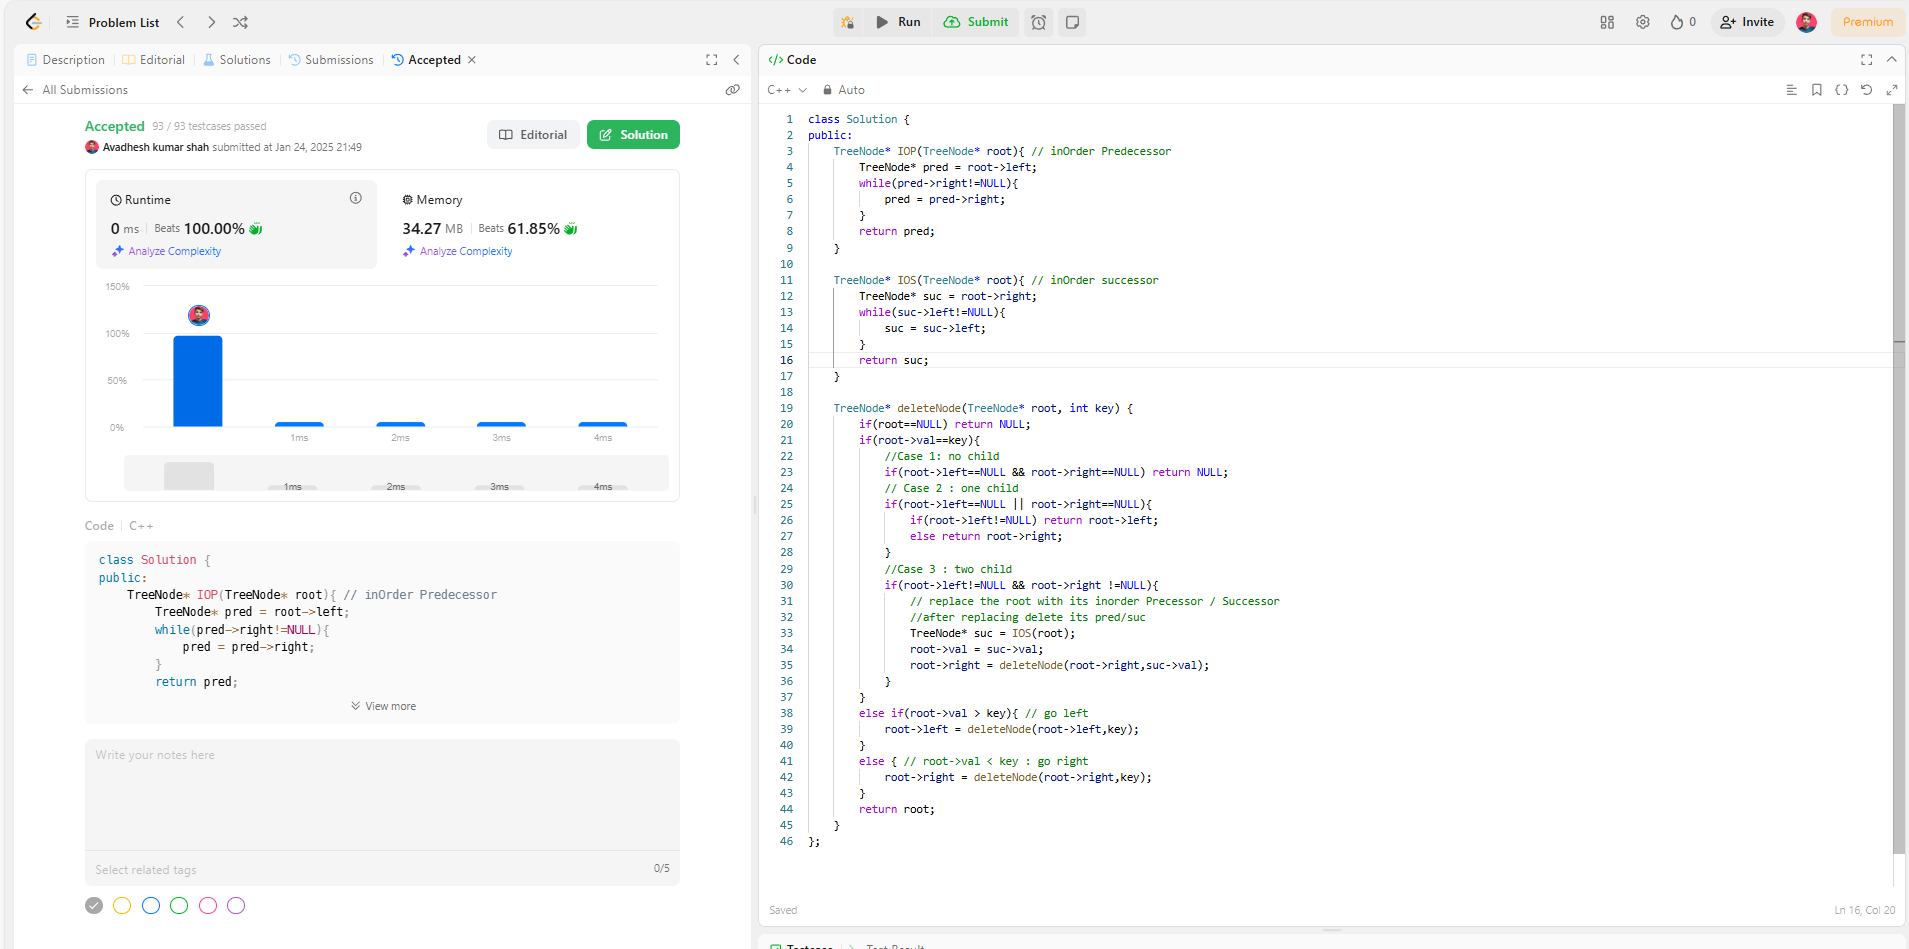 Problem List
Run
Submit
0
Invite
Premium
Description
Editorial
Solutions
Submissions
Accepted
All Submissions
Accepted 93 / 93 testcases passed
Avadhesh kumar shah submitted at Jan 24, 2025 21:49
Editorial
Solution
Runtime
0 ms Beats 100.00%
Analyze Complexity
Memory
34.27 MB Beats 61.85%
Analyze Complexity
150%
100%
50%
0%
1ms 2ms 3ms 4ms
1ms 2ms 3ms 4ms
Code C++
class Solution {
public:
    TreeNode* IOP(TreeNode* root){ // inOrder Predecessor
        TreeNode* pred = root->left;
        while(pred->right!=NULL){
            pred = pred->right;
        }
        return pred;
View more
Write your notes here
Select related tags
0/5
Code
C++
Auto
1 class Solution {
2 public:
3     TreeNode* IOP(TreeNode* root){ // inOrder Predecessor
4         TreeNode* pred = root->left;
5         while(pred->right!=NULL){
6             pred = pred->right;
7         }
8         return pred;
9     }
10
11     TreeNode* IOS(TreeNode* root){ // inOrder successor
12         TreeNode* suc = root->right;
13         while(suc->left!=NULL){
14             suc = suc->left;
15         }
16         return suc;
17     }
18
19     TreeNode* deleteNode(TreeNode* root, int key) {
20         if(root==NULL) return NULL;
21         if(root->val==key){
22             //Case 1: no child
23             if(root->left==NULL && root->right==NULL) return NULL;
24             // Case 2 : one child
25             if(root->left==NULL || root->right==NULL){
26                 if(root->left!=NULL) return root->left;
27                 else return root->right;
28             }
29             //Case 3 : two child
30             if(root->left!=NULL && root->right !=NULL){
31                 // replace the root with its inorder Precessor / Successor
32                 //after replacing delete its pred/suc
33                 TreeNode* suc = IOS(root);
34                 root->val = suc->val;
35                 root->right = deleteNode(root->right,suc->val);
36             }
37         }
38         else if(root->val > key){ // go left
39             root->left = deleteNode(root->left,key);
40         }
41         else { // root->val < key : go right
42             root->right = deleteNode(root->right,key);
43         }
44         return root;
45     }
46 };
Saved
Ln 16, Col 20
Testcase
Test Result